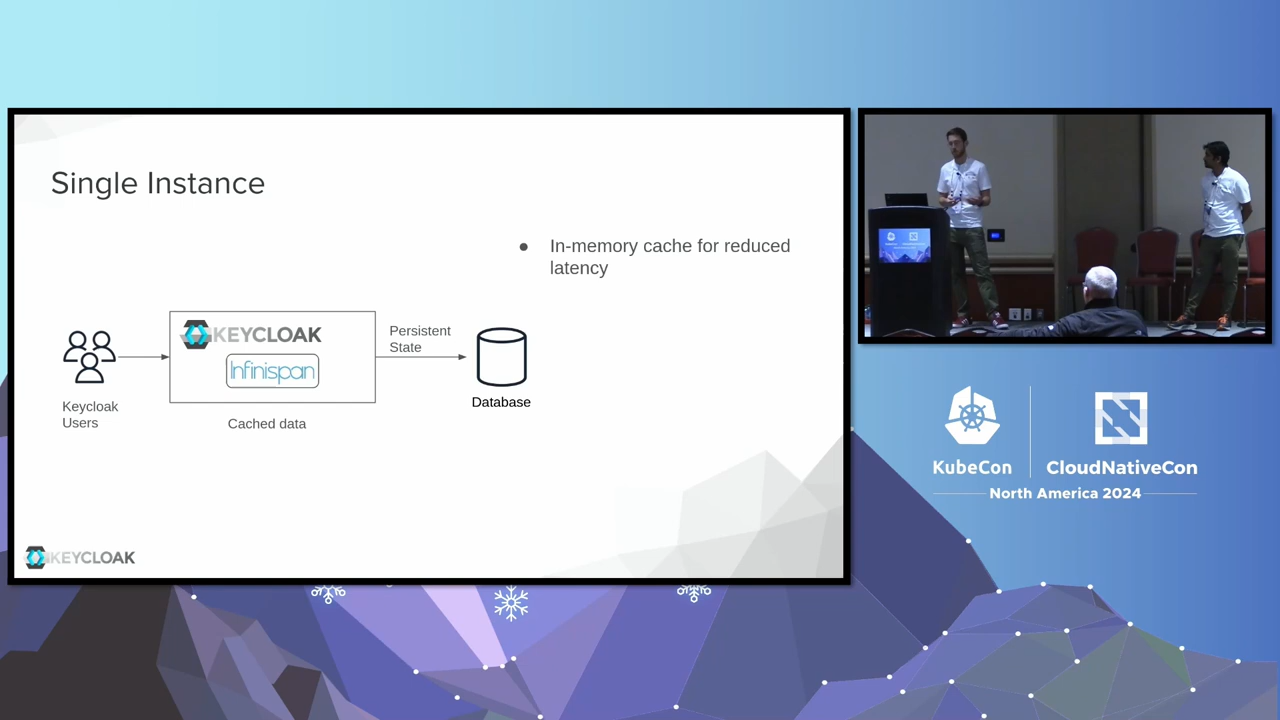 Single Instance
● In-memory cache for reduced
latency
KEYCLOAK
Infinispan
Persistent
State
Keycloak
Users
Cached data
Database
KEYCLOAK
KubeCon
CloudNativeCon
North America 2024